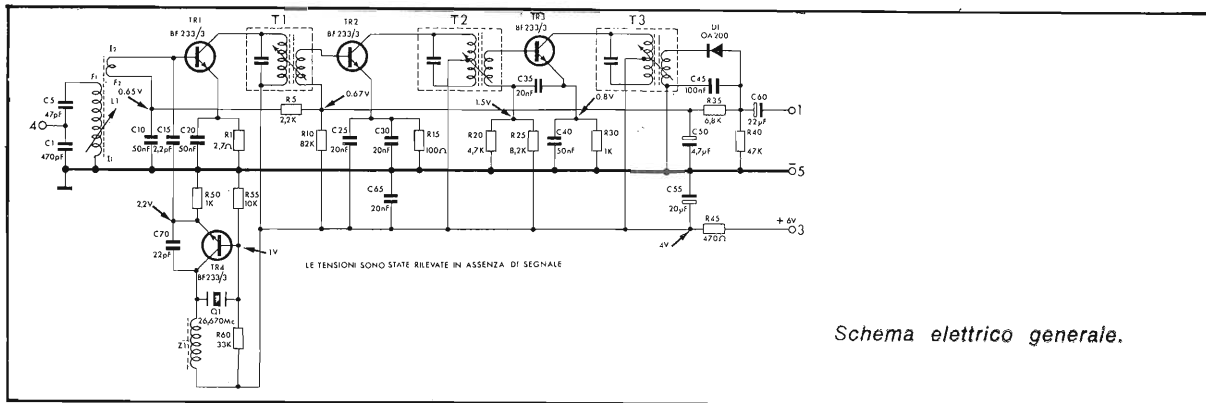 TR1
BF 233/3
T1
TR2
BF 233/3
T2
TR3
BF 233/3
T3
D1
OA 200
F1
F2
0.65V
L1
I1
C5
47pF
4
C1
470pF
C10
50nF
C15
2,2pF
C20
50nF
R1
2,7Ω
R5
2,2K
0.67V
R10
82K
C25
20nF
C30
20nF
R15
100Ω
C35
20nF
1.5V
0.8V
R20
4,7K
R25
8,2K
C40
50nF
R30
1K
C45
100nF
R35
6,8K
C60
22µF
1
C50
4,7µF
R40
47K
5
R50
1K
R55
10K
C65
20nF
C55
20µF
R45
470Ω
+ 6V
3
4V
2,2V
C70
22pF
TR4
BF233/3
1V
LE TENSIONI SONO STATE RILEVATE IN ASSENZA DI SEGNALE
Q1
26,670Mc
Z1
R60
33K
Schema elettrico generale.